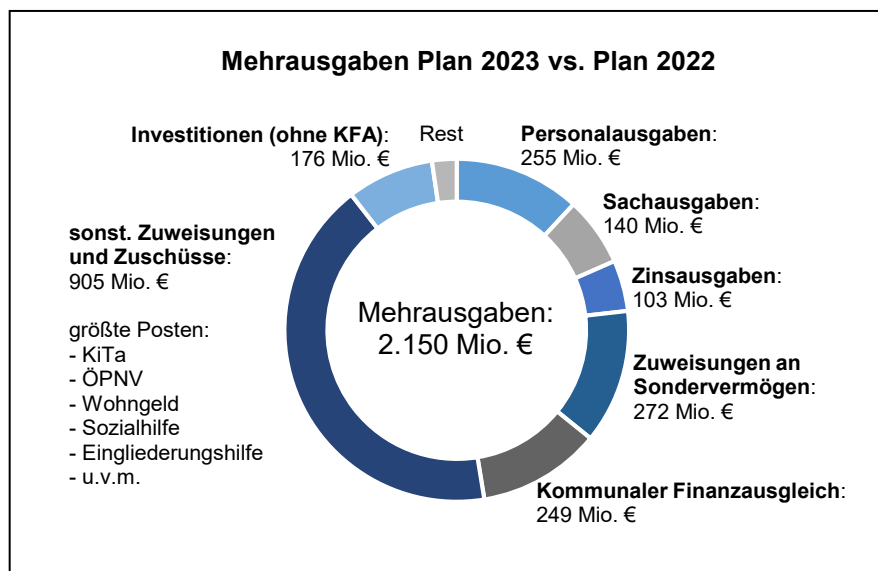 Mehrausgaben Plan 2023 vs. Plan 2022
Investitionen (ohne KFA):
176 Mio. €
Rest
Personalausgaben:
255 Mio. €
Sachausgaben:
140 Mio. €
Zinsausgaben:
103 Mio. €
Zuweisungen an
Sondervermögen:
272 Mio. €
Kommunaler Finanzausgleich:
249 Mio. €
sonst. Zuweisungen
und Zuschüsse:
905 Mio. €
größte Posten:
- KiTa
- ÖPNV
- Wohngeld
- Sozialhilfe
- Eingliederungshilfe
- u.v.m.
Mehrausgaben:
2.150 Mio. €